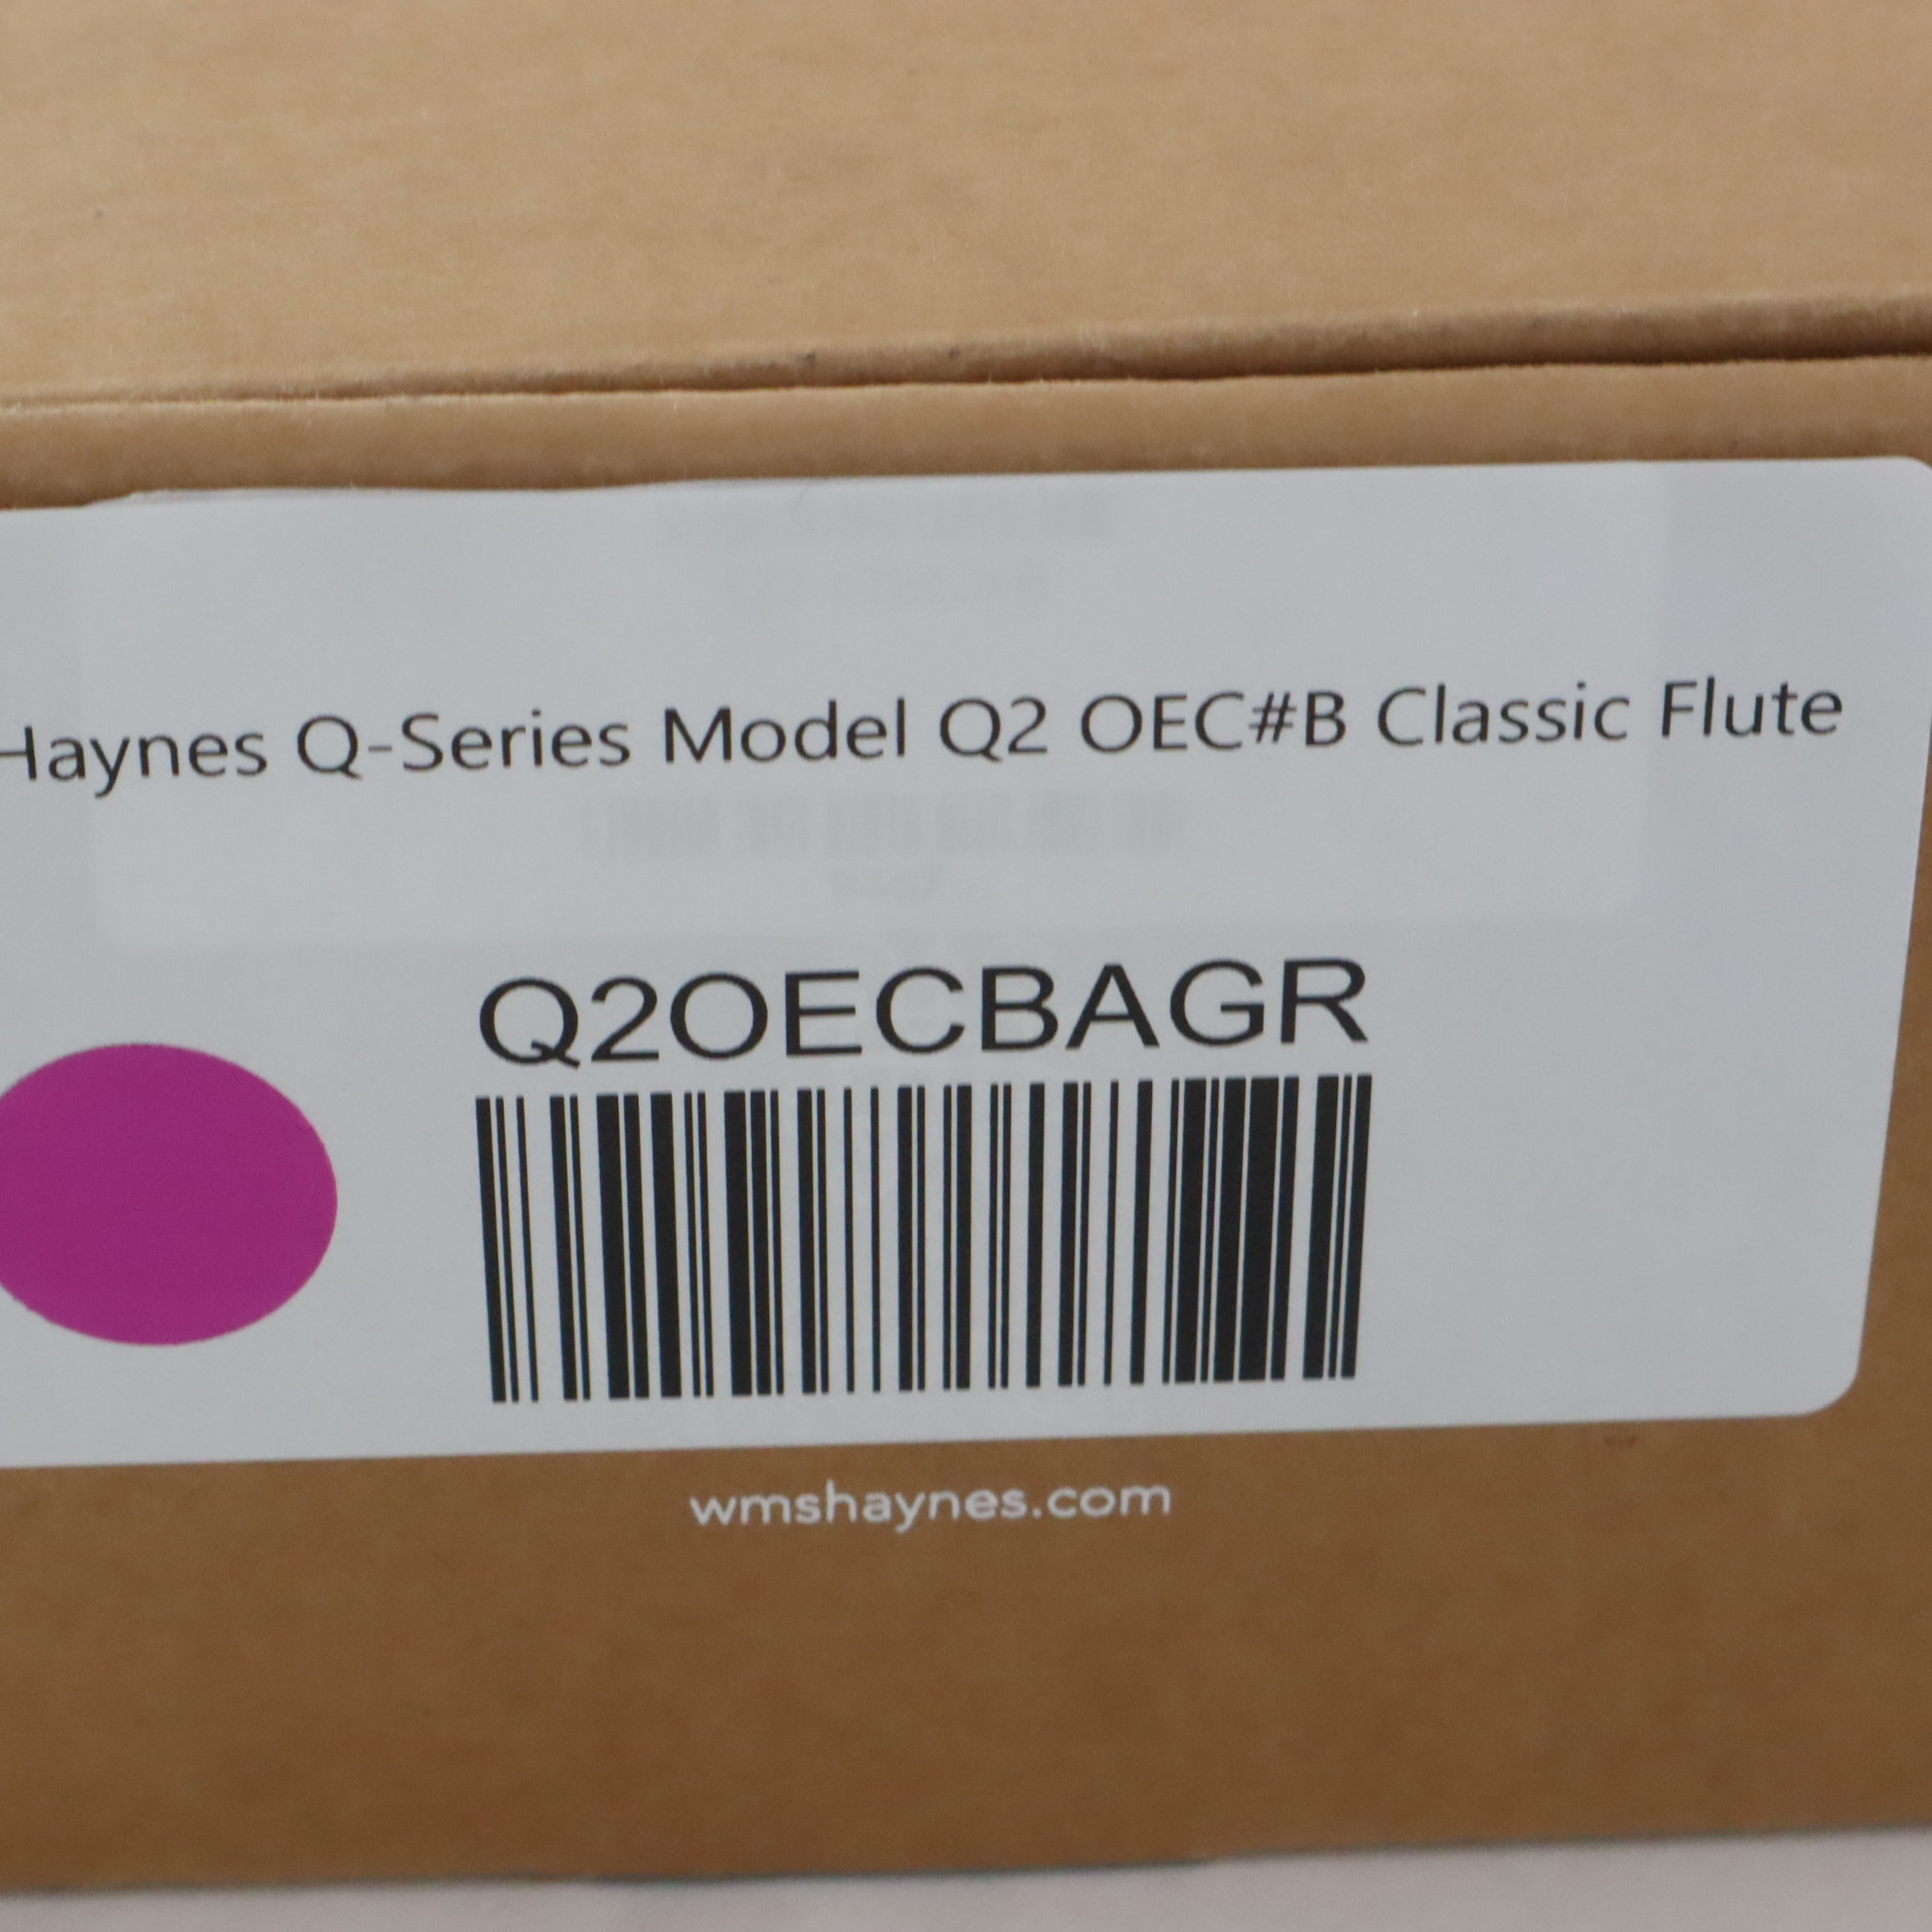 Haynes Q-Series Model Q2 OEC#B Classic Flute
Q2OECBAGR
wmshaynes.com